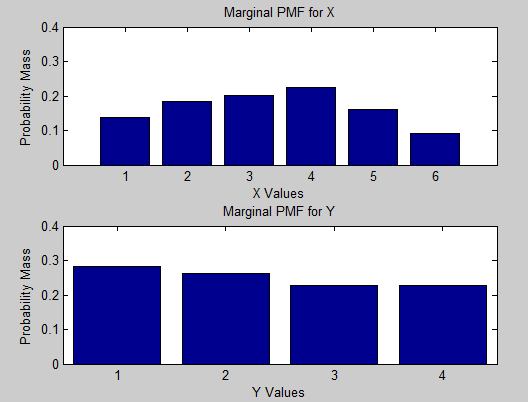 Marginal PMF for X
0.4
0.3
0.2
0.1
0
Probability Mass
1 2 3 4 5 6
X Values
Marginal PMF for Y
0.4
0.3
0.2
0.1
0
Probability Mass
1 2 3 4
Y Values